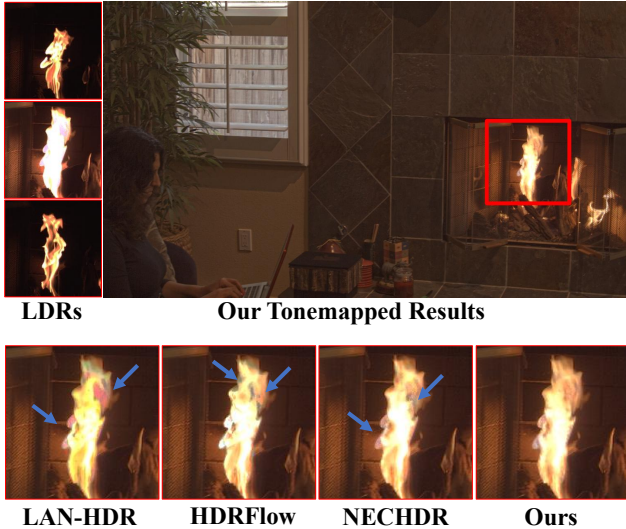 LDRs
Our Tonemapped Results
LAN-HDR
HDRFlow
NECHDR
Ours